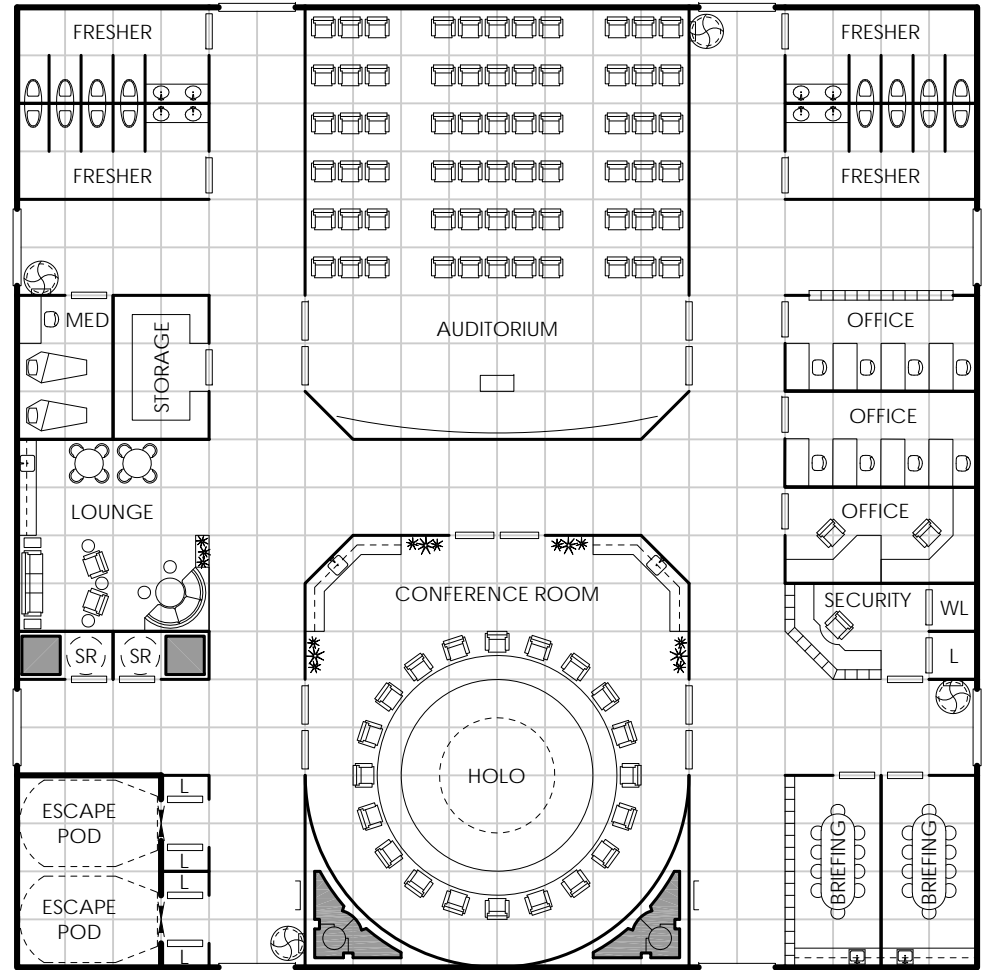 FRESHER
FRESHER
FRESHER
FRESHER
MED
STORAGE
AUDITORIUM
OFFICE
OFFICE
LOUNGE
OFFICE
CONFERENCE ROOM
SECURITY
WL
SR
SR
L
HOLO
L
ESCAPE
POD
L
L
ESCAPE
POD
L
BRIEFING
BRIEFING